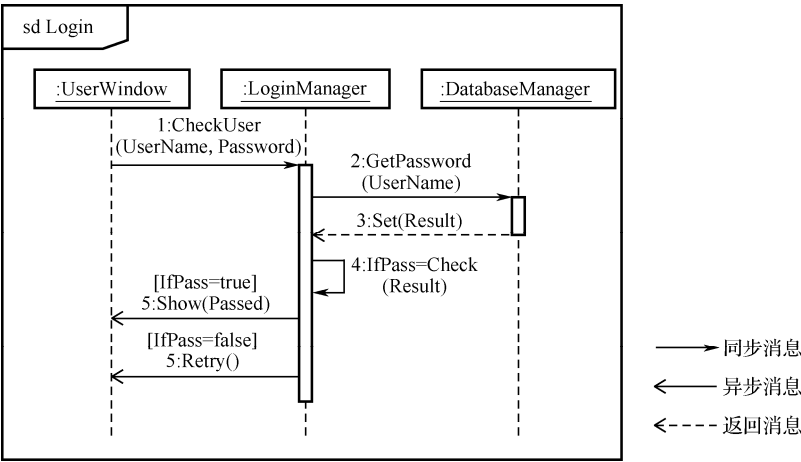 sd Login
:UserWindow
:LoginManager
:DatabaseManager
1:CheckUser
(UserName, Password)
2:GetPassword
(UserName)
3:Set(Result)
4:IfPass=Check
(Result)
[IfPass=true]
5:Show(Passed)
[IfPass=false]
5:Retry()
同步消息
异步消息
返回消息